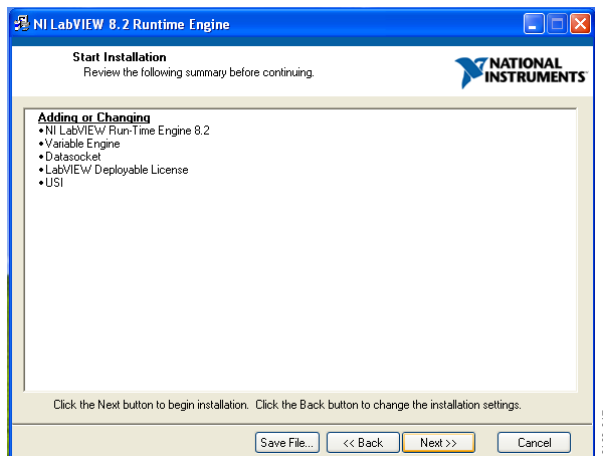 NI LabVIEW 8.2 Runtime Engine
Start Installation
Review the following summary before continuing.
NATIONAL
INSTRUMENTS
Adding or Changing
•NI LabVIEW Run-Time Engine 8.2
•Variable Engine
•Datasocket
•LabVIEW Deployable License
•USI
Click the Next button to begin installation. Click the Back button to change the installation settings.
Save File... << Back Next >> Cancel